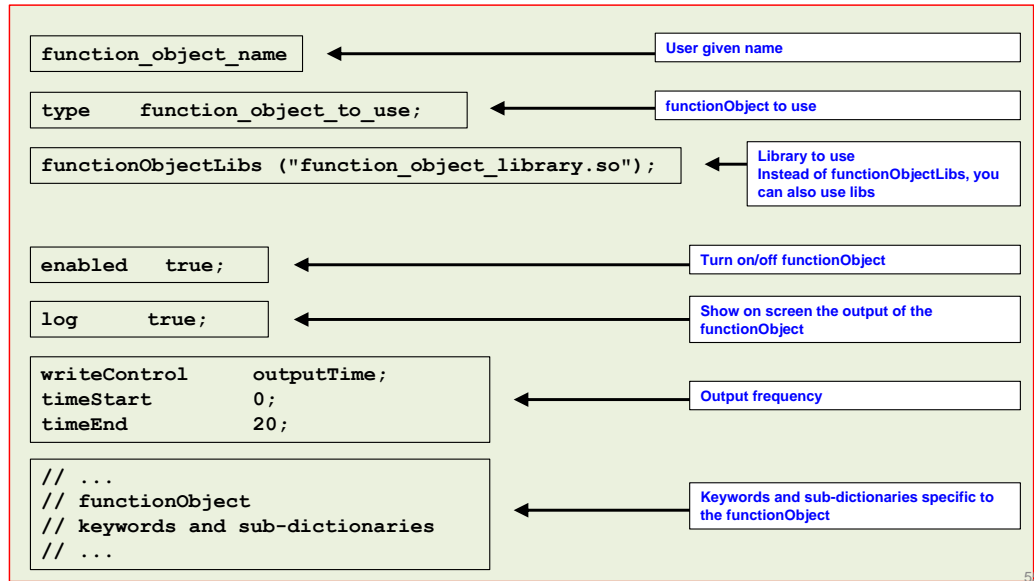 function_object_name
User given name
type function_object_to_use;
functionObject to use
functionObjectLibs ("function_object_library.so");
Library to use
Instead of functionObjectLibs, you
can also use libs
enabled true;
Turn on/off functionObject
log true;
Show on screen the output of the
functionObject
writeControl outputTime;
timeStart 0;
timeEnd 20;
Output frequency
// ...
// functionObject
// keywords and sub-dictionaries
// ...
Keywords and sub-dictionaries specific to
the functionObject